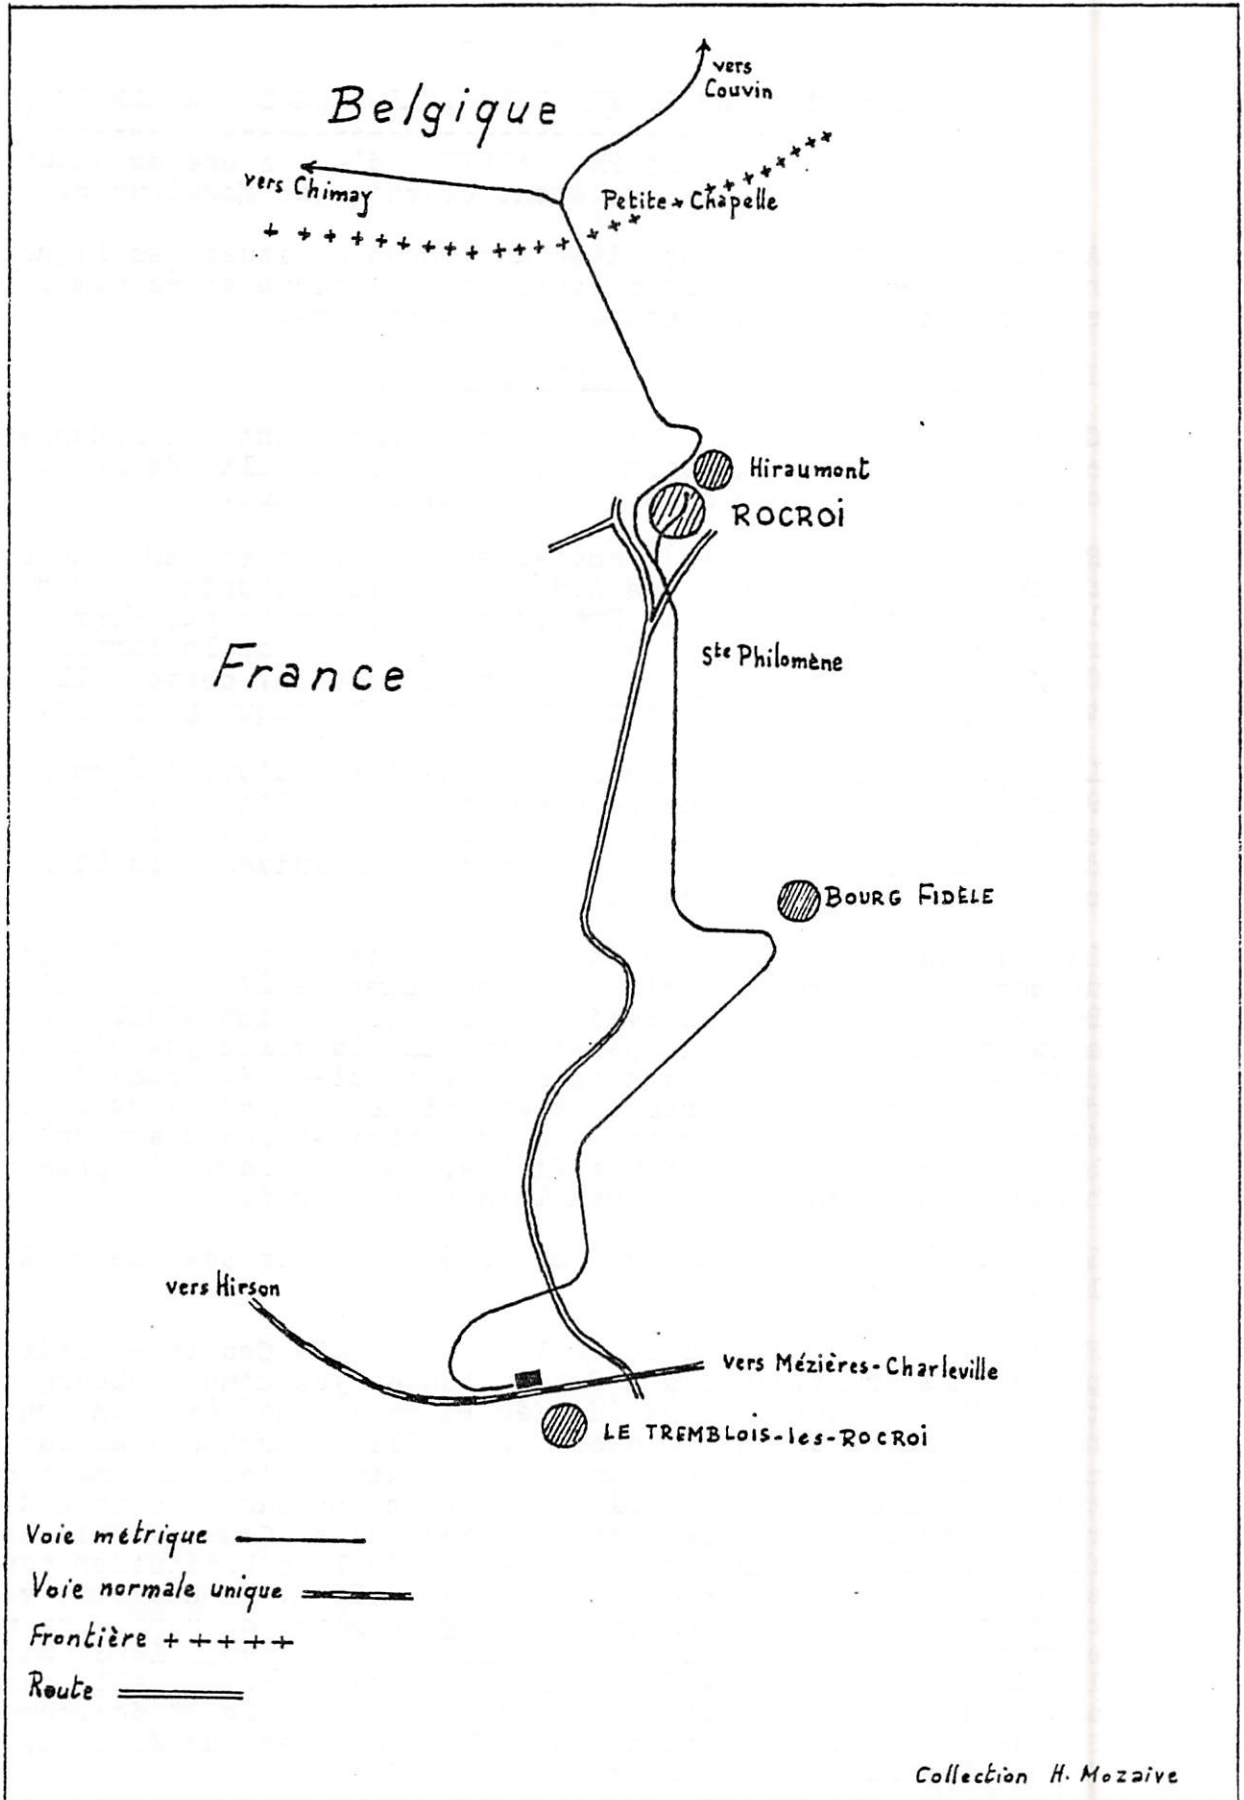 vers
Couvin
Belgique
vers Chimay
Petite Chapelle
Hiraumont
ROCROi
France
Ste Philomène
BOURG FIDÈLE
vers Hirson
vers Mézières-Charleville
LE TREMBLOiS-les-ROCROi
Voie métrique
Voie normale unique
Frontière + + + + +
Route
Collection H. Mozaive